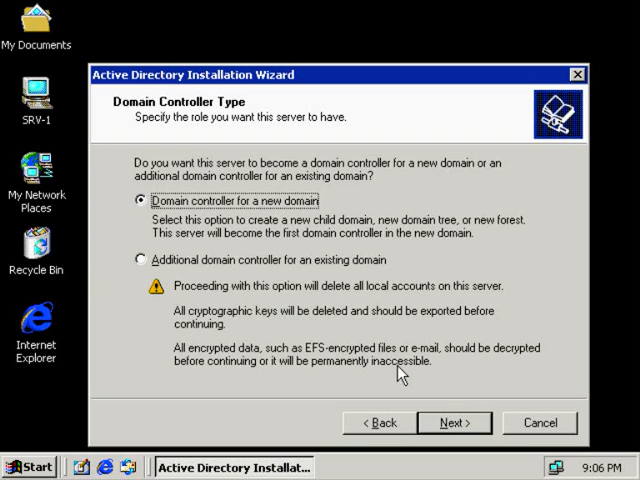 My Documents
SRV-1
My Network
Places
Recycle Bin
Internet
Explorer
Active Directory Installation Wizard
Domain Controller Type
Specify the role you want this server to have.
Do you want this server to become a domain controller for a new domain or an
additional domain controller for an existing domain?
Domain controller for a new domain
Select this option to create a new child domain, new domain tree, or new forest.
This server will become the first domain controller in the new domain.
Additional domain controller for an existing domain
Proceeding with this option will delete all local accounts on this server.
All cryptographic keys will be deleted and should be exported before
continuing.
All encrypted data, such as EFS-encrypted files or e-mail, should be decrypted
before continuing or it will be permanently inaccessible.
< Back
Next >
Cancel
Start
Active Directory Installat...
9:06 PM